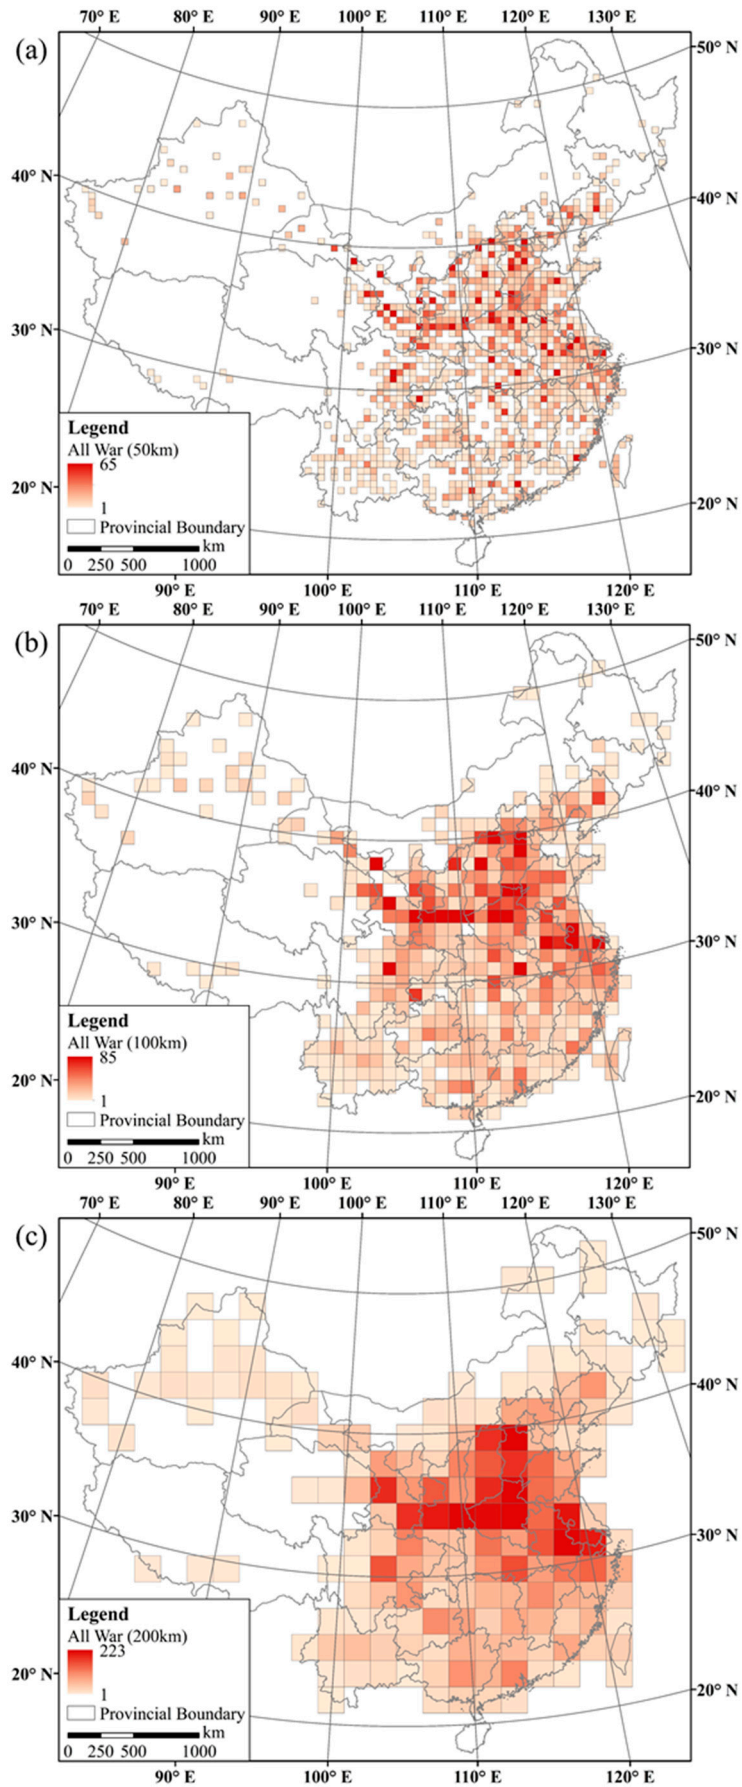 70° E 80° E 90° E 100° E 110° E 120° E 130° E
(a)
50° N
40° N
40° N
30° N
30° N
20° N
20° N
Legend
All War (50km)
65
1
Provincial Boundary
km
0 250 500 1000
90° E 100° E 110° E 120° E
70° E 80° E 90° E 100° E 110° E 120° E 130° E
(b)
50° N
40° N
40° N
30° N
30° N
20° N
20° N
Legend
All War (100km)
85
1
Provincial Boundary
km
0 250 500 1000
90° E 100° E 110° E 120° E
70° E 80° E 90° E 100° E 110° E 120° E 130° E
(c)
50° N
40° N
40° N
30° N
30° N
20° N
20° N
Legend
All War (200km)
223
1
Provincial Boundary
km
0 250 500 1000
90° E 100° E 110° E 120° E